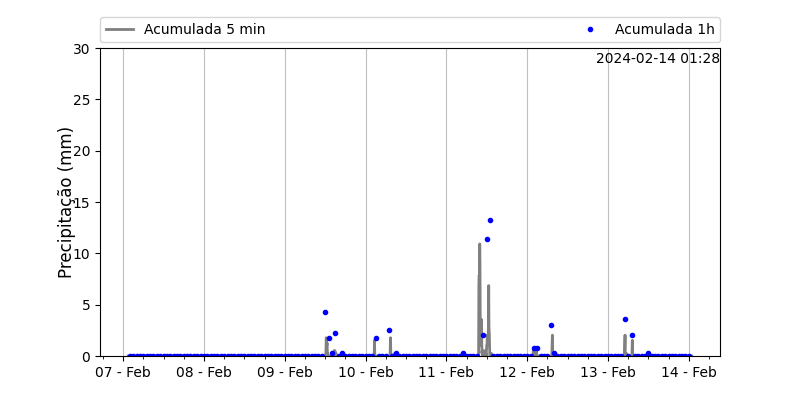 Acumulada 5 min
Acumulada 1h
2024-02-14 01:28
Precipitação (mm)
30
25
20
15
10
5
0
07 - Feb
08 - Feb
09 - Feb
10 - Feb
11 - Feb
12 - Feb
13 - Feb
14 - Feb